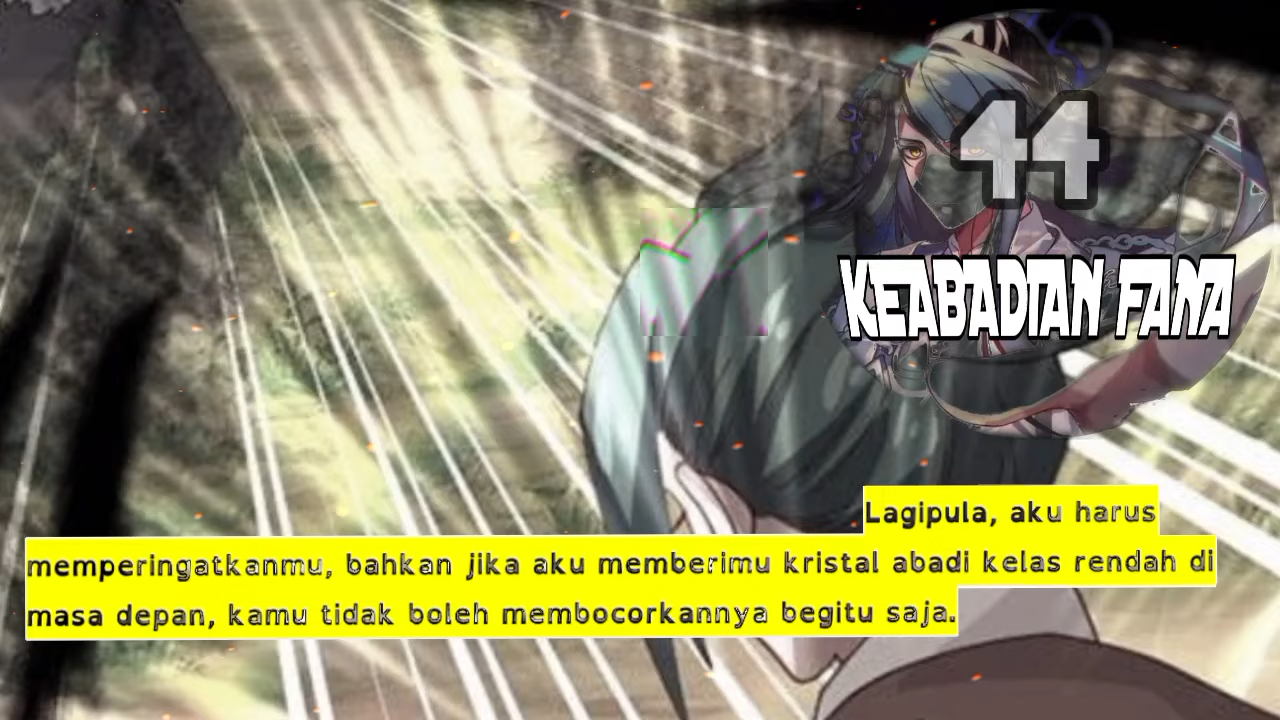 44
KEABADIAN FANA
Lagipula, aku harus
memperingatkanmu, bahkan jika aku memberimu kristal abadi kelas rendah di
masa depan, kamu tidak boleh membocorkannya begitu saja.